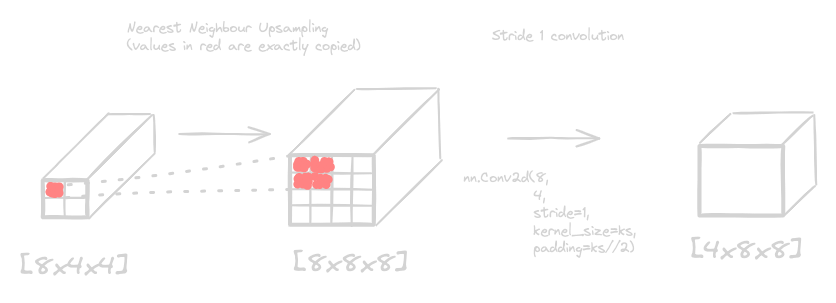 Nearest Neighbour Upsampling
(values in red are exactly copied)
Stride 1 convolution
nn.Conv2d(8,
4,
stride=1,
kernel_size=ks,
padding=ks//2)
[8x4x4]
[8x8x8]
[4x8x8]